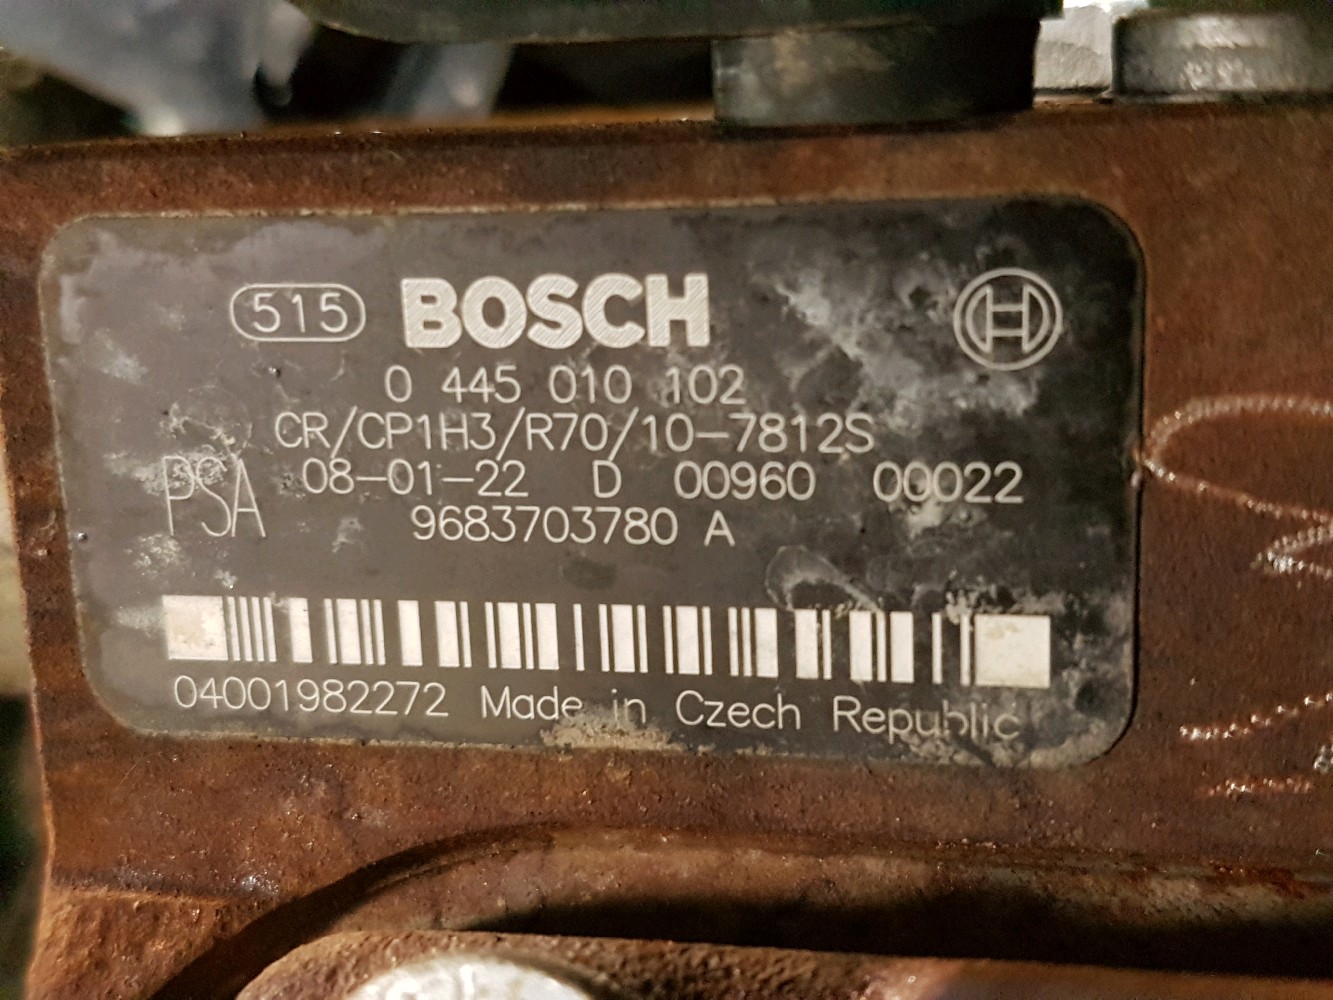 515 BOSCH
0 445 010 102
CR/CP1H3/R70/10-7812S
PSA 08-01-22 D 00960 00022
9683703780 A
04001982272 Made in Czech Republic